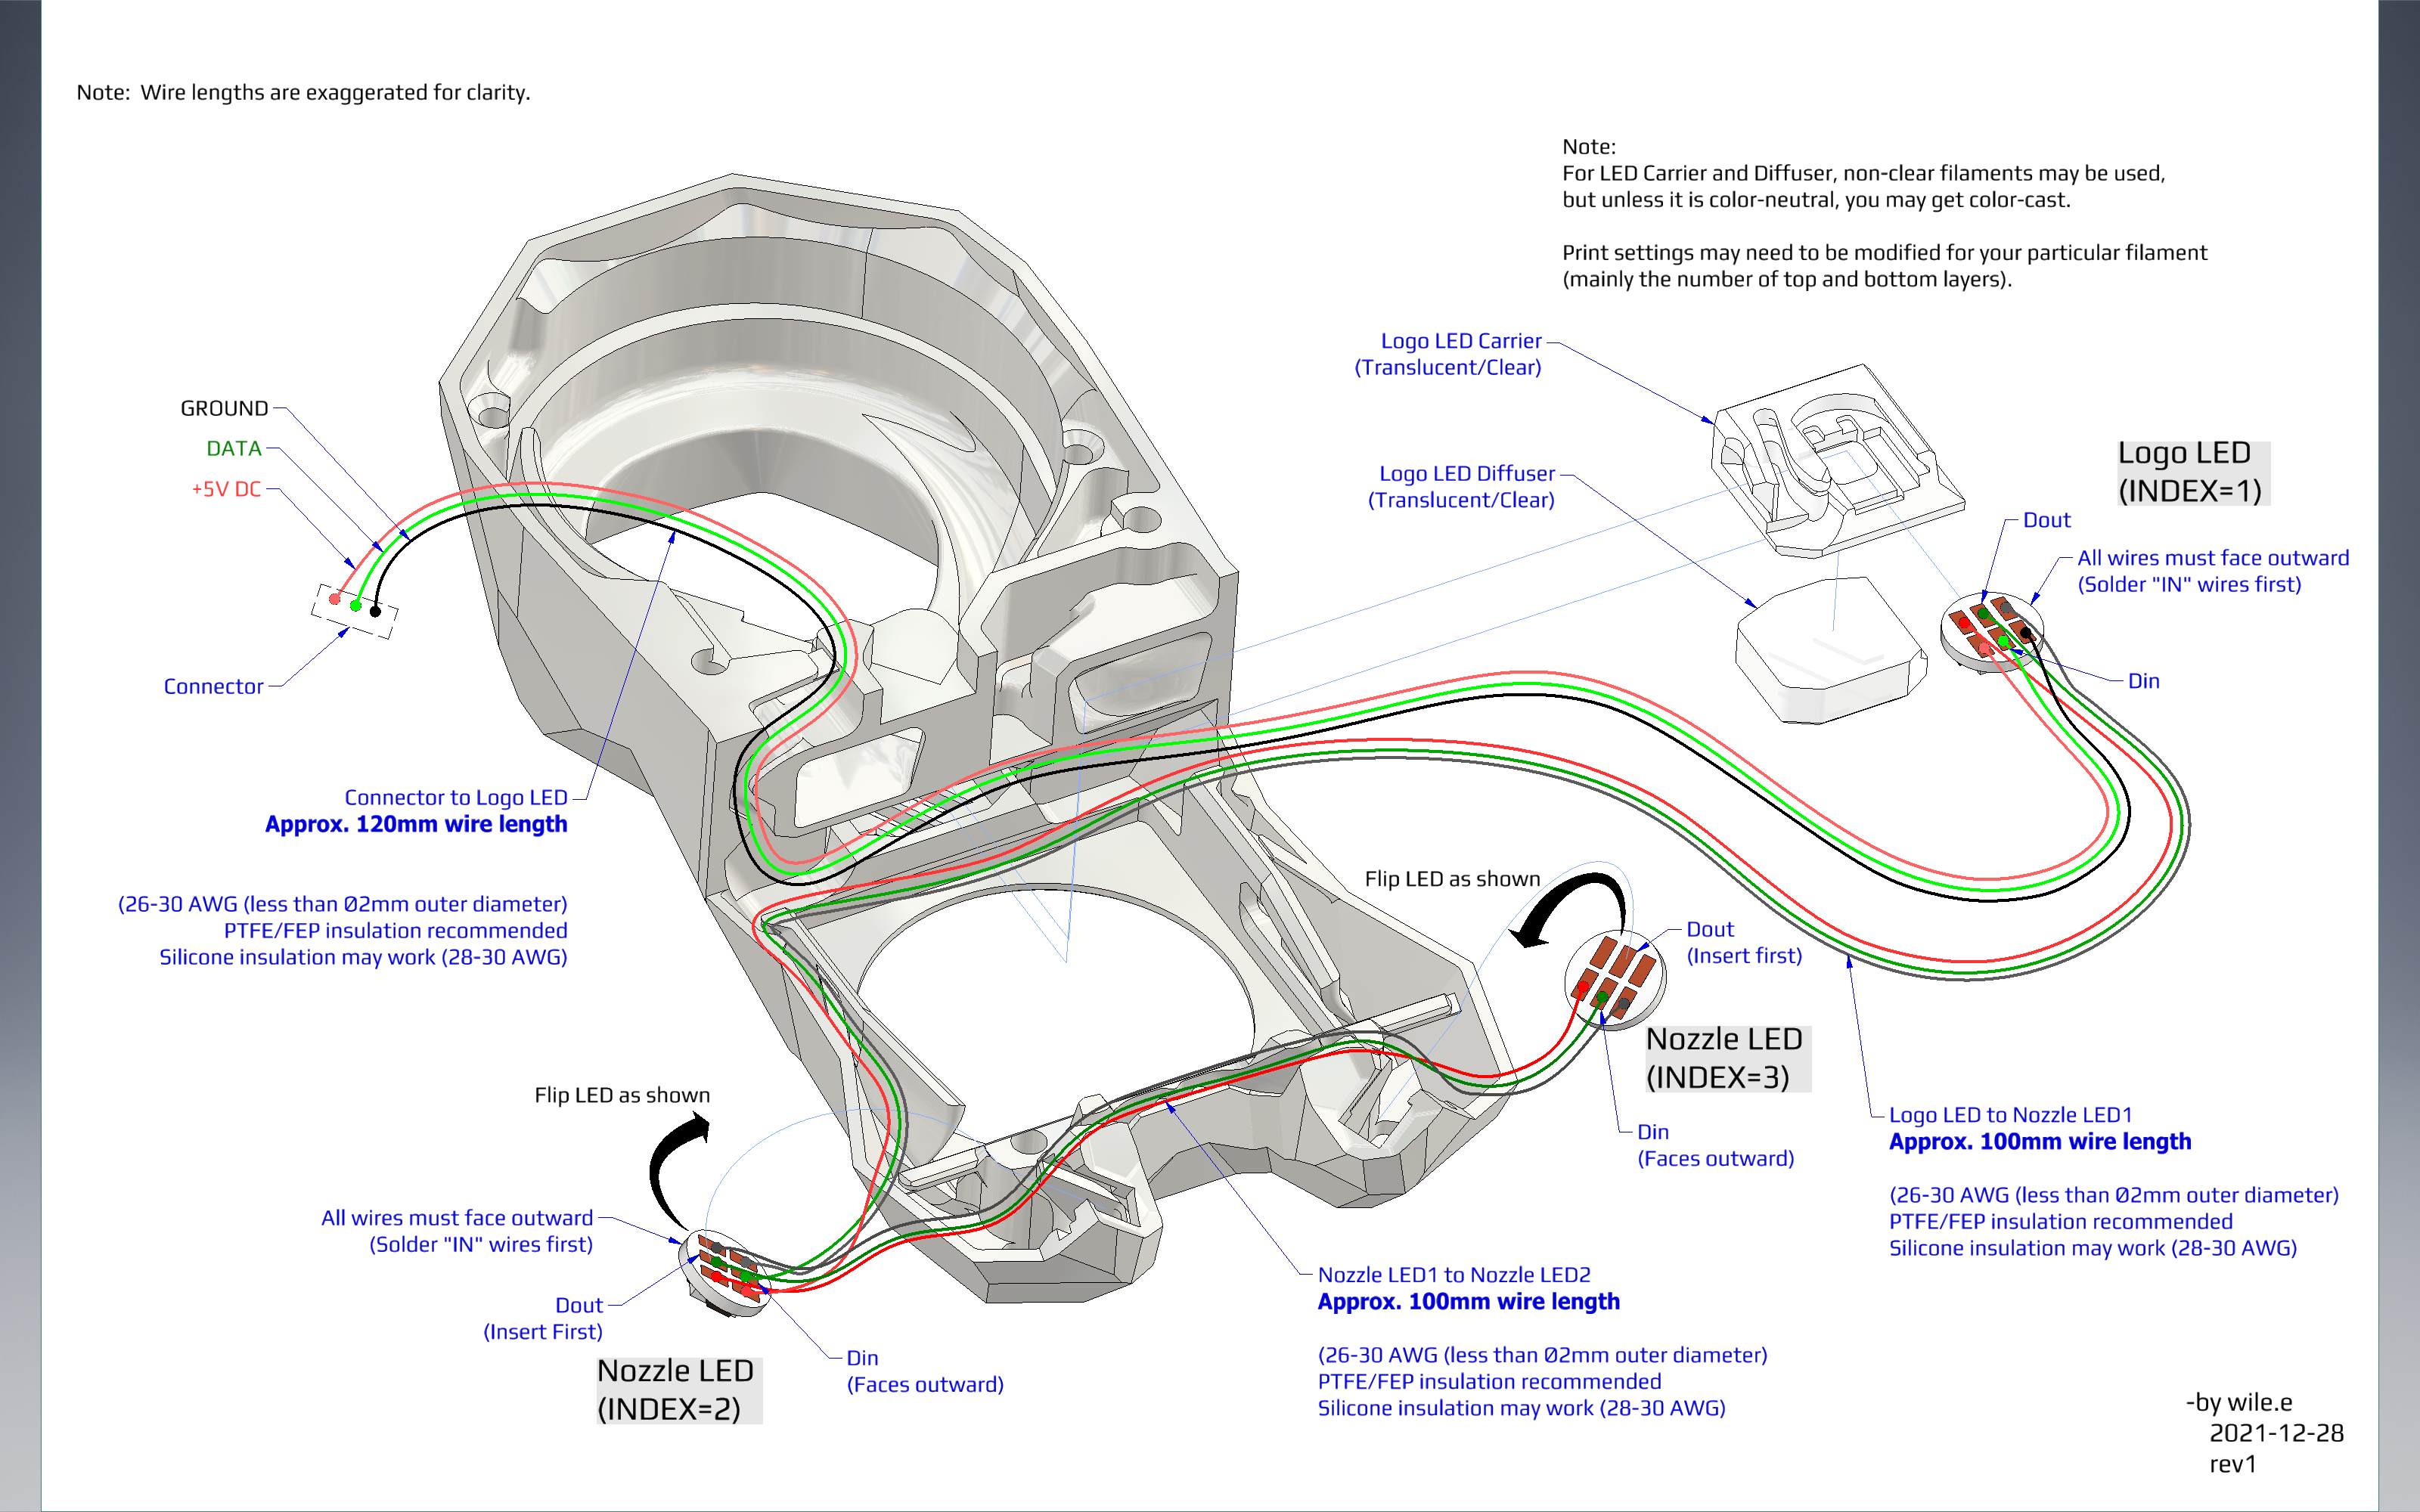 Note:  Wire lengths are exaggerated for clarity.
Note:
For LED Carrier and Diffuser, non-clear filaments may be used,
but unless it is color-neutral, you may get color-cast.
Print settings may need to be modified for your particular filament
(mainly the number of top and bottom layers).
Logo LED Carrier
(Translucent/Clear)
Logo LED Diffuser
(Translucent/Clear)
Logo LED
(INDEX=1)
Dout
All wires must face outward
(Solder "IN" wires first)
Din
GROUND
DATA
+5V DC
Connector
Connector to Logo LED
Approx. 120mm wire length
(26-30 AWG (less than Ø2mm outer diameter)
PTFE/FEP insulation recommended
Silicone insulation may work (28-30 AWG)
Flip LED as shown
Dout
(Insert first)
Nozzle LED
(INDEX=3)
Din
(Faces outward)
Logo LED to Nozzle LED1
Approx. 100mm wire length
(26-30 AWG (less than Ø2mm outer diameter)
PTFE/FEP insulation recommended
Silicone insulation may work (28-30 AWG)
Flip LED as shown
All wires must face outward
(Solder "IN" wires first)
Dout
(Insert First)
Nozzle LED
(INDEX=2)
Din
(Faces outward)
Nozzle LED1 to Nozzle LED2
Approx. 100mm wire length
(26-30 AWG (less than Ø2mm outer diameter)
PTFE/FEP insulation recommended
Silicone insulation may work (28-30 AWG)
-by wile.e
2021-12-28
rev1